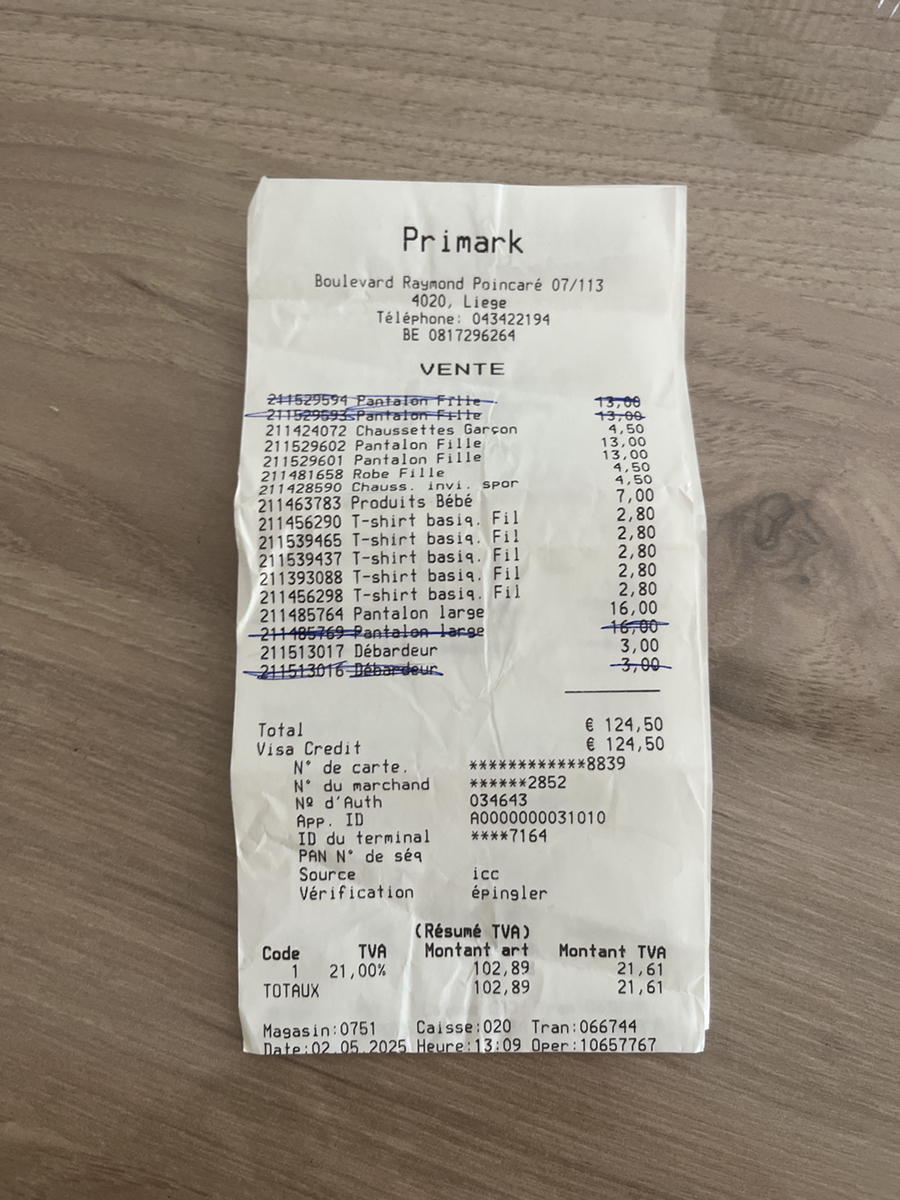 Primark
Boulevard Raymond Poincaré 07/113
4020, Liege
Téléphone: 043422194
BE 0817296264
VENTE
211529594 Pantalon Fille 13,00
211529593 Pantalon Fille 13,00
211424072 Chaussettes Garçon 4,50
211529602 Pantalon Fille 13,00
211529601 Pantalon Fille 13,00
211481658 Robe Fille 4,50
211428590 Chauss. invi. spor 4,50
211463783 Produits Bébé 7,00
211456290 T-shirt basiq. Fil 2,80
211539465 T-shirt basiq. Fil 2,80
211539437 T-shirt basiq. Fil 2,80
211393088 T-shirt basiq. Fil 2,80
211456298 T-shirt basiq. Fil 2,80
211485764 Pantalon large 16,00
211485769 Pantalon large 16,00
211513017 Débardeur 3,00
211513016 Débardeur 3,00
Total € 124,50
Visa Credit € 124,50
N° de carte. ************8839
N° du marchand ******2852
Nº d'Auth 034643
App. ID A0000000031010
ID du terminal ****7164
PAN N° de séq
Source icc
Vérification épingler
(Résumé TVA)
Code TVA Montant art Montant TVA
1 21,00% 102,89 21,61
TOTAUX 102,89 21,61
Magasin:0751 Caisse:020 Tran:066744
Date:02.05.2025 Heure:13:09 Oper:10657767